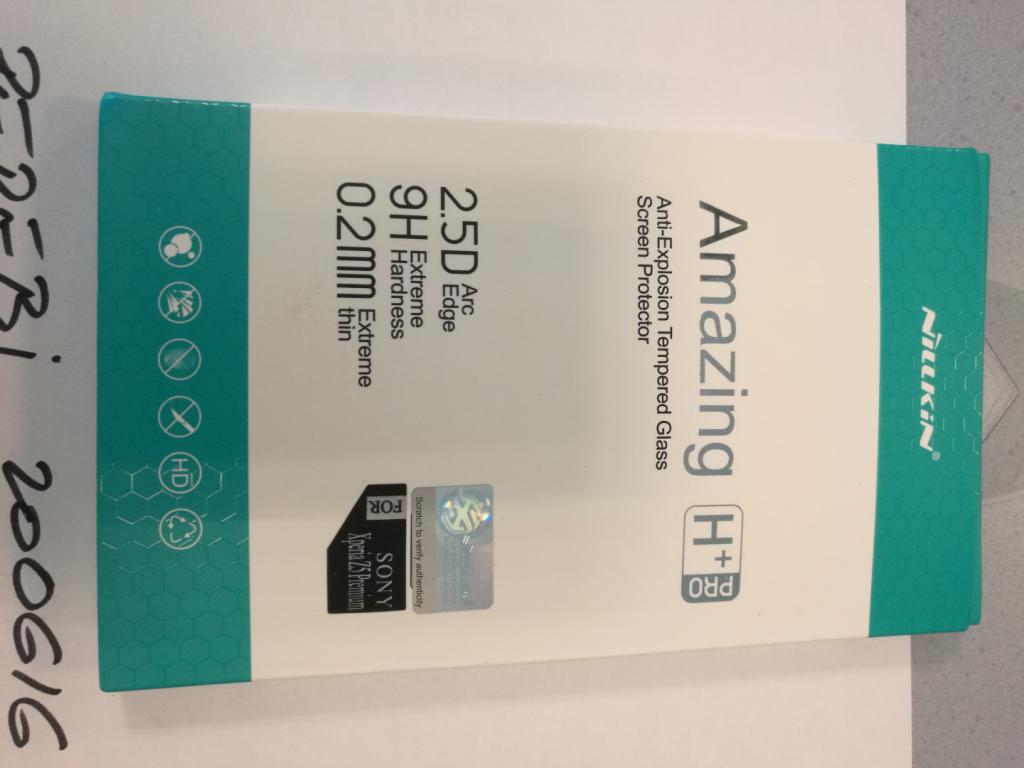 NILLKIN®
Amazing H+ PRO
Anti-Explosion Tempered Glass
Screen Protector
2.5D Arc Edge
9H Extreme Hardness
0.2mm Extreme thin
Scratch to verify authenticity
FOR
SONY
Xperia Z5 Premium
HD
200616